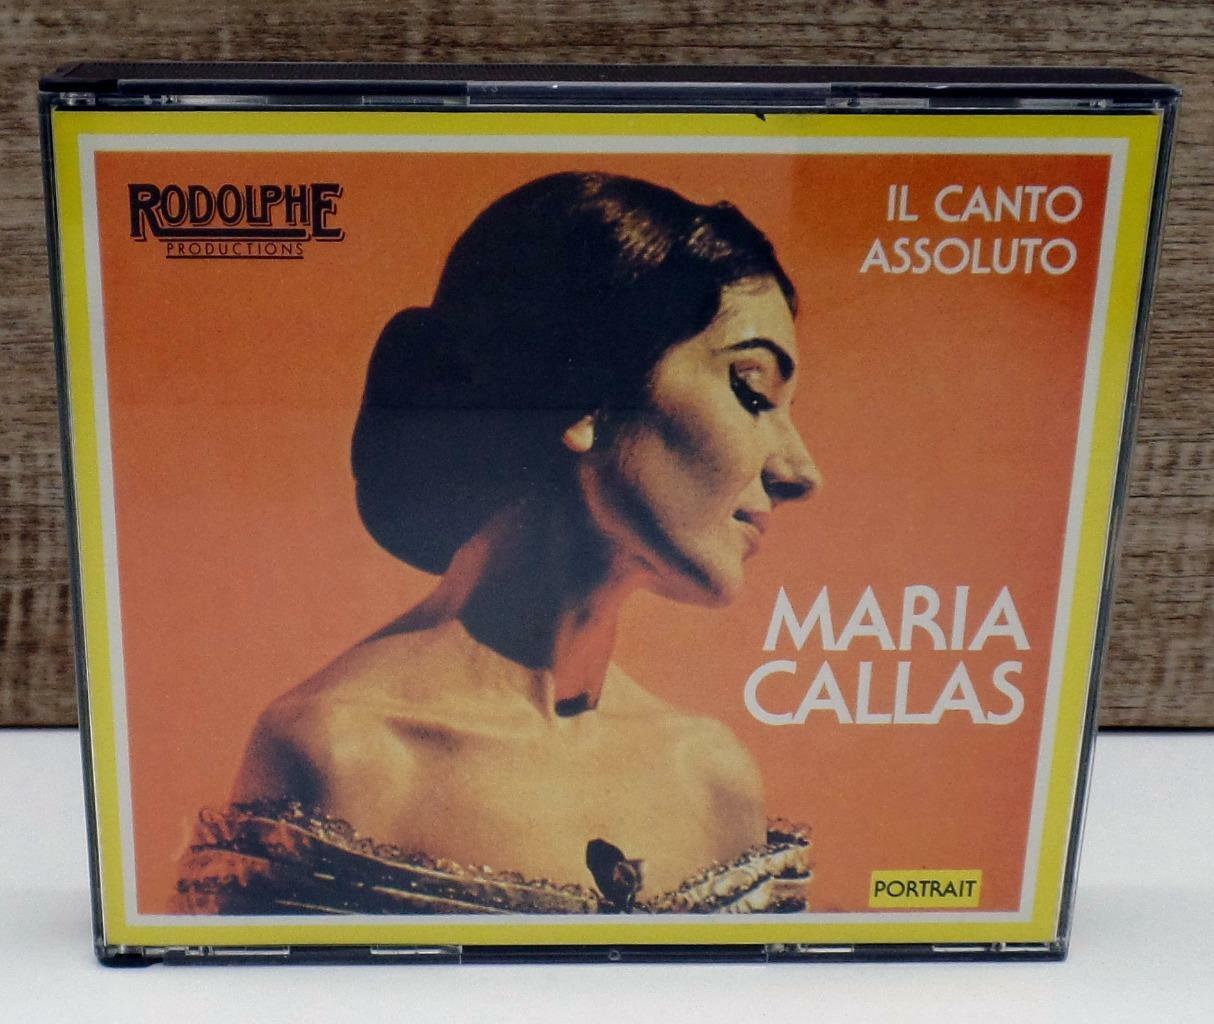 RODOLPHE
PRODUCTIONS
IL CANTO
ASSOLUTO
MARIA
CALLAS
PORTRAIT